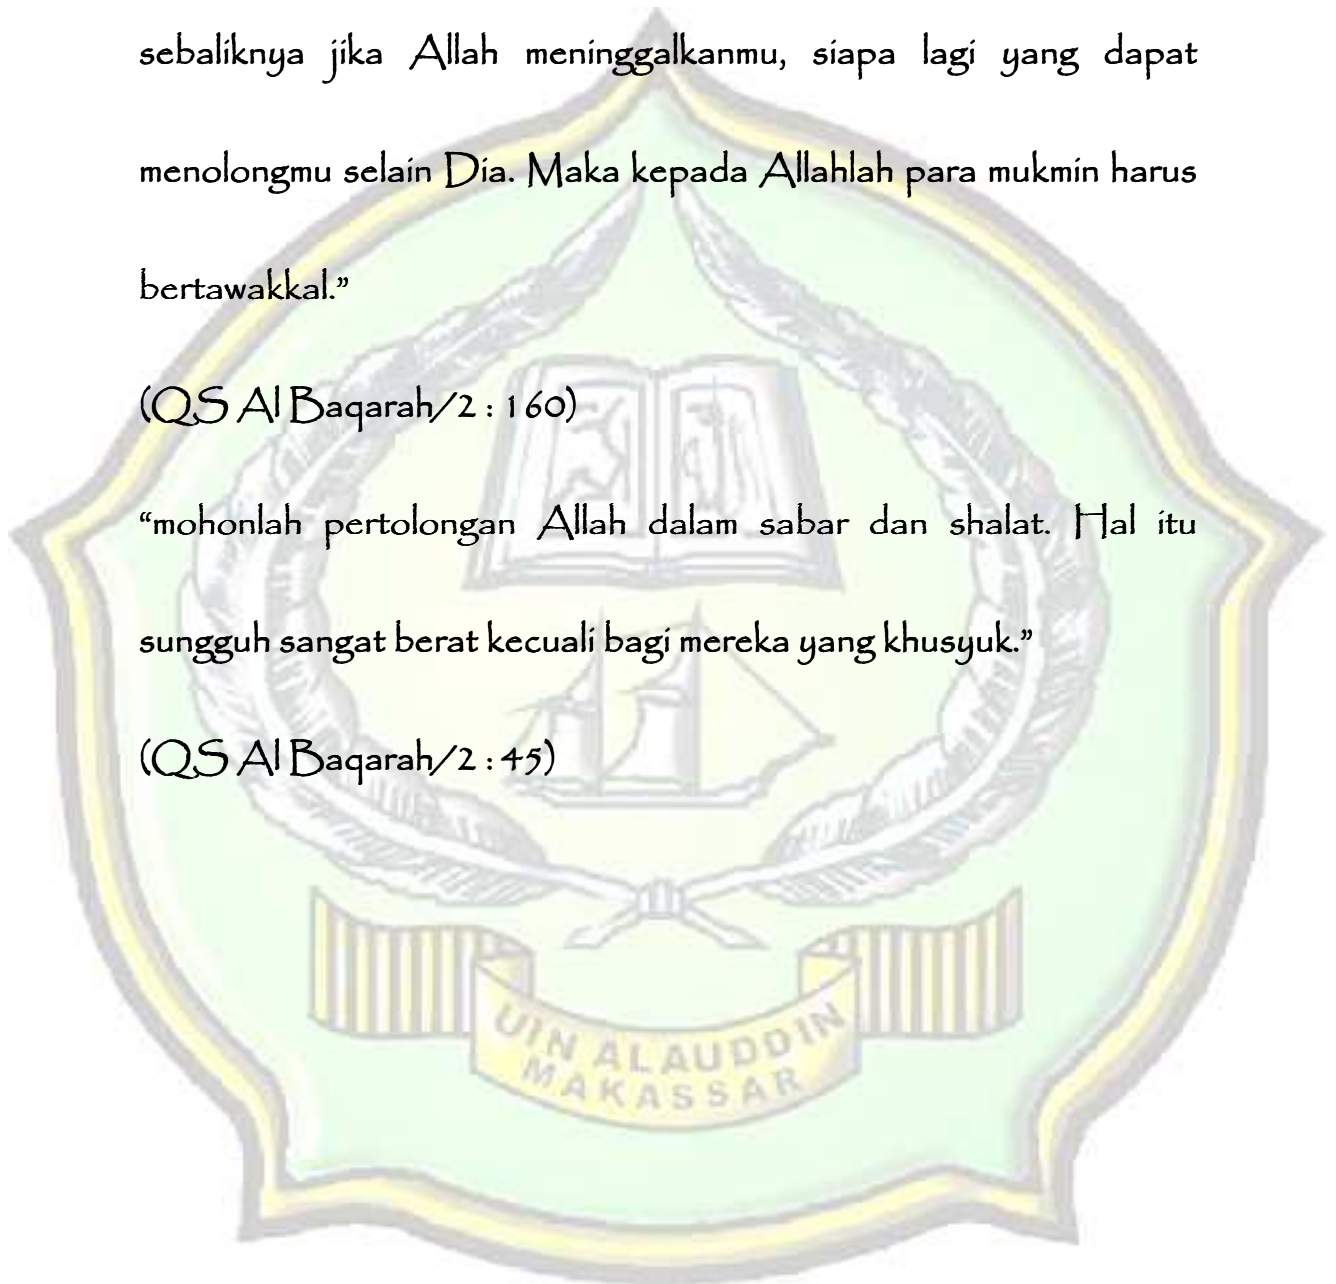 sebaliknya jika Allah meninggalkanmu, siapa lagi yang dapat
menolongmu selain Dia. Maka kepada Allahlah para mukmin harus
bertawakkal.”
(QS Al Baqarah/2 : 160)
“mohonlah pertolongan Allah dalam sabar dan shalat. Hal itu
sungguh sangat berat kecuali bagi mereka yang khusyuk.”
(QS Al Baqarah/2 : 45)
UIN ALAUDDIN
MAKASSAR